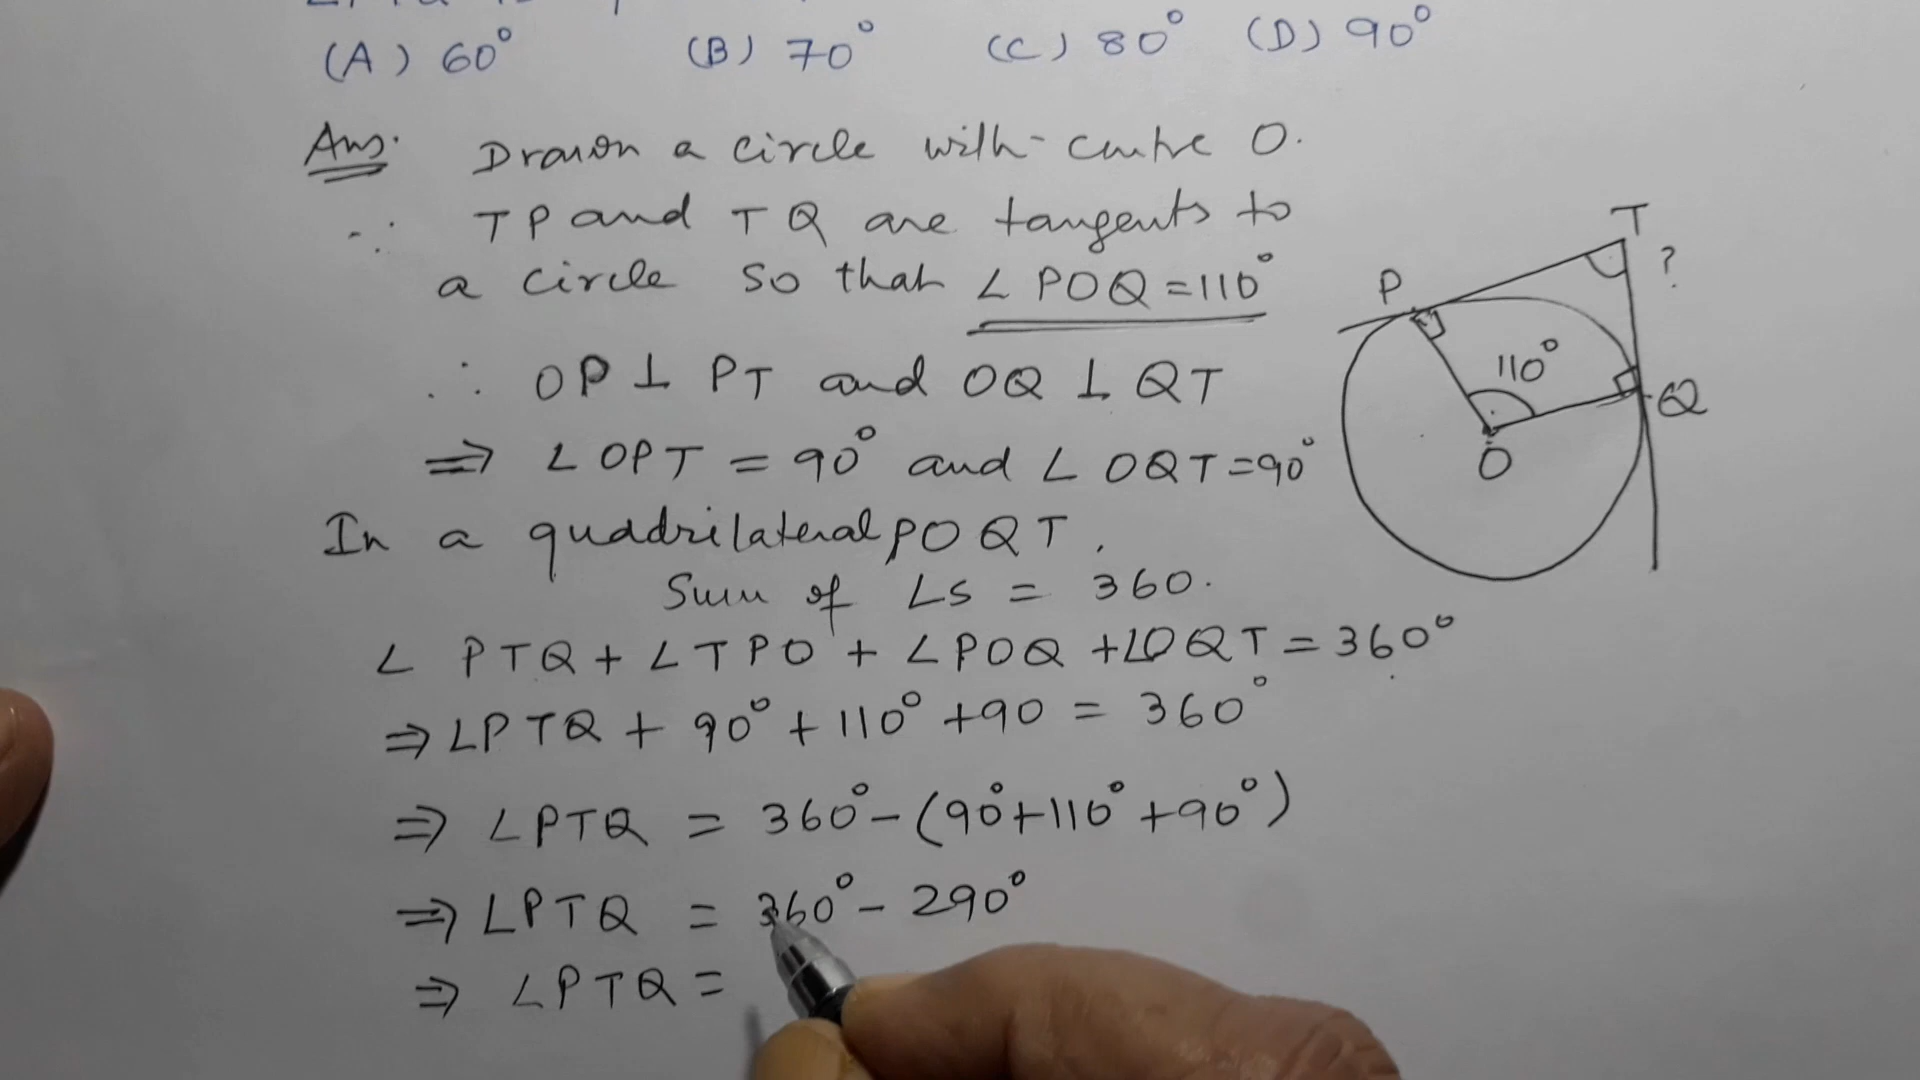 (A) 60° (B) 70° (C) 80° (D) 90°
Ans. Drawn a circle with centre O.
∵ TP and TQ are tangents to
a circle so that ∠POQ = 110°
∴ OP ⊥ PT and OQ ⊥ QT
⇒ ∠OPT = 90° and ∠OQT = 90°
In a quadrilateral POQT,
Sum of ∠s = 360.
∠PTQ + ∠TPO + ∠POQ + ∠OQT = 360°
⇒ ∠PTQ + 90° + 110° + 90 = 360°
⇒ ∠PTQ = 360° - (90° + 110° + 90°)
⇒ ∠PTQ = 360° - 290°
⇒ ∠PTQ =
T
?
P
110°
Q
O